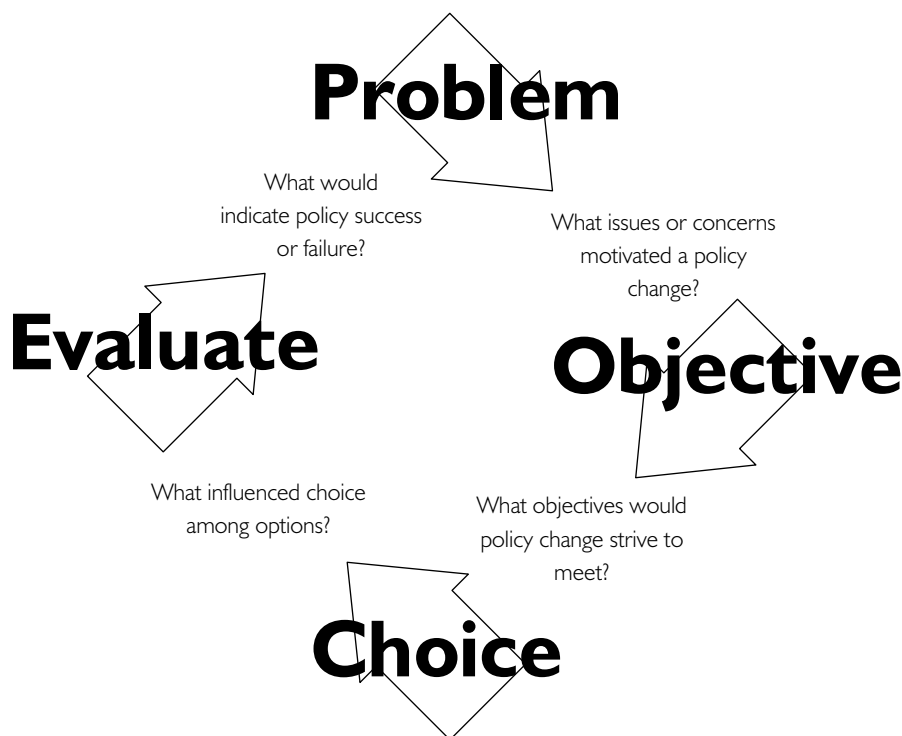 Problem
What would
indicate policy success
or failure?
What issues or concerns
motivated a policy
change?
Evaluate
Objective
What influenced choice
among options?
What objectives would
policy change strive to
meet?
Choice